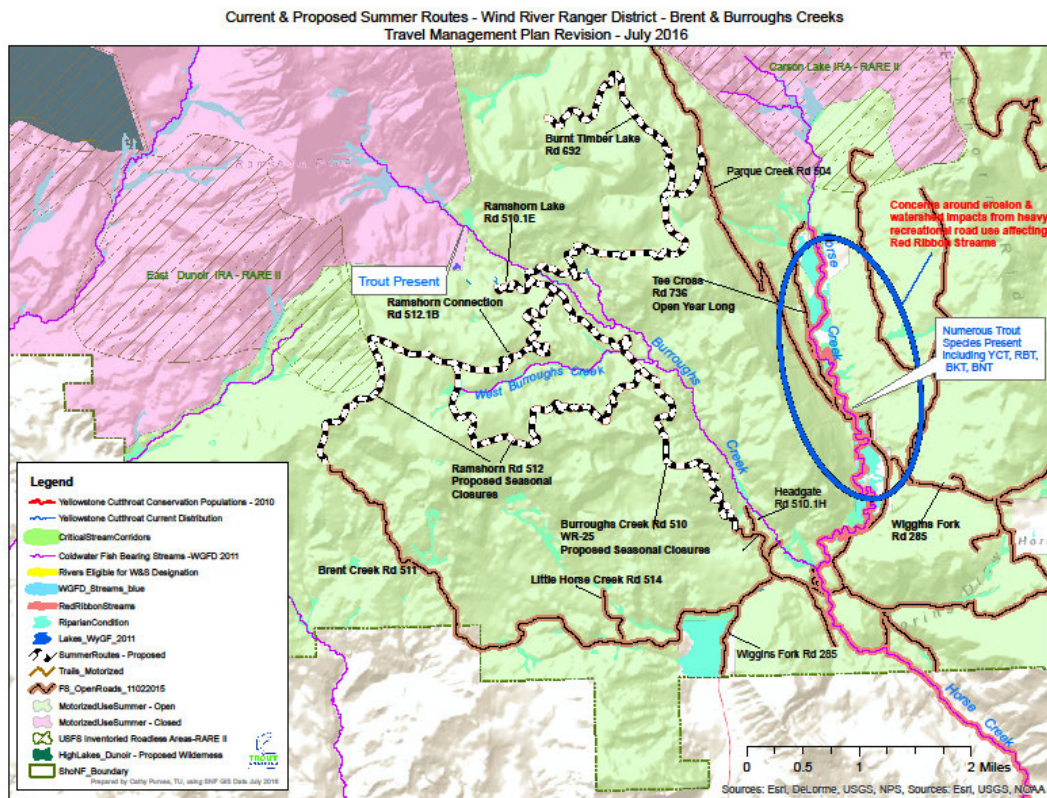 Current & Proposed Summer Routes - Wind River Ranger District - Brent & Burroughs Creeks
Travel Management Plan Revision - July 2016
Carson Lake IRA - RARE II
Burnt Timber Lake
Rd 692
Parque Creek Rd 504
Concerns around erosion &
watershed impacts from heavy
recreational road use affecting
Red Ribbon Streams
Ramshorn Lake
Rd 510.1E
East Dunoir IRA - RARE II
Trout Present
Horse
Creek
Tee Cross
Rd 736
Open Year Long
Ramshorn Connection
Rd 512.1B
Numerous Trout
Species Present
Including YCT, RBT,
BKT, BNT
Burroughs
Creek
West Burroughs Creek
Ramshorn Rd 512
Proposed Seasonal
Closures
Headgate
Rd 510.1H
Burroughs Creek Rd 510
WR-25
Proposed Seasonal Closures
Wiggins Fork
Rd 285
Brent Creek Rd 511
Little Horse Creek Rd 514
Wiggins Fork Rd 285
Horse Creek
Legend
Yellowstone Cutthroat Conservation Populations - 2010
Yellowstone Cutthroat Current Distribution
CriticalStreamCorridors
Coldwater Fish Bearing Streams -WGFD 2011
Rivers Eligible for W&S Designation
WGFD_Streams_blue
RedRibbonStreams
RiparianCondition
Lakes_WyGF_2011
SummerRoutes - Proposed
Trails_Motorized
FS_OpenRoads_11022015
MotorizedUseSummer - Open
MotorizedUseSummer - Closed
USFS Inventoried Roadless Areas-RARE II
HighLakes_Dunoir - Proposed Wilderness
ShoNF_Boundary
TROUT
Prepared by Cathy Purves, TU, using SNF GIS Data July 2016
0 0.5 1 2 Miles
Sources: Esri, DeLorme, USGS, NPS, Sources: Esri, USGS, NOAA